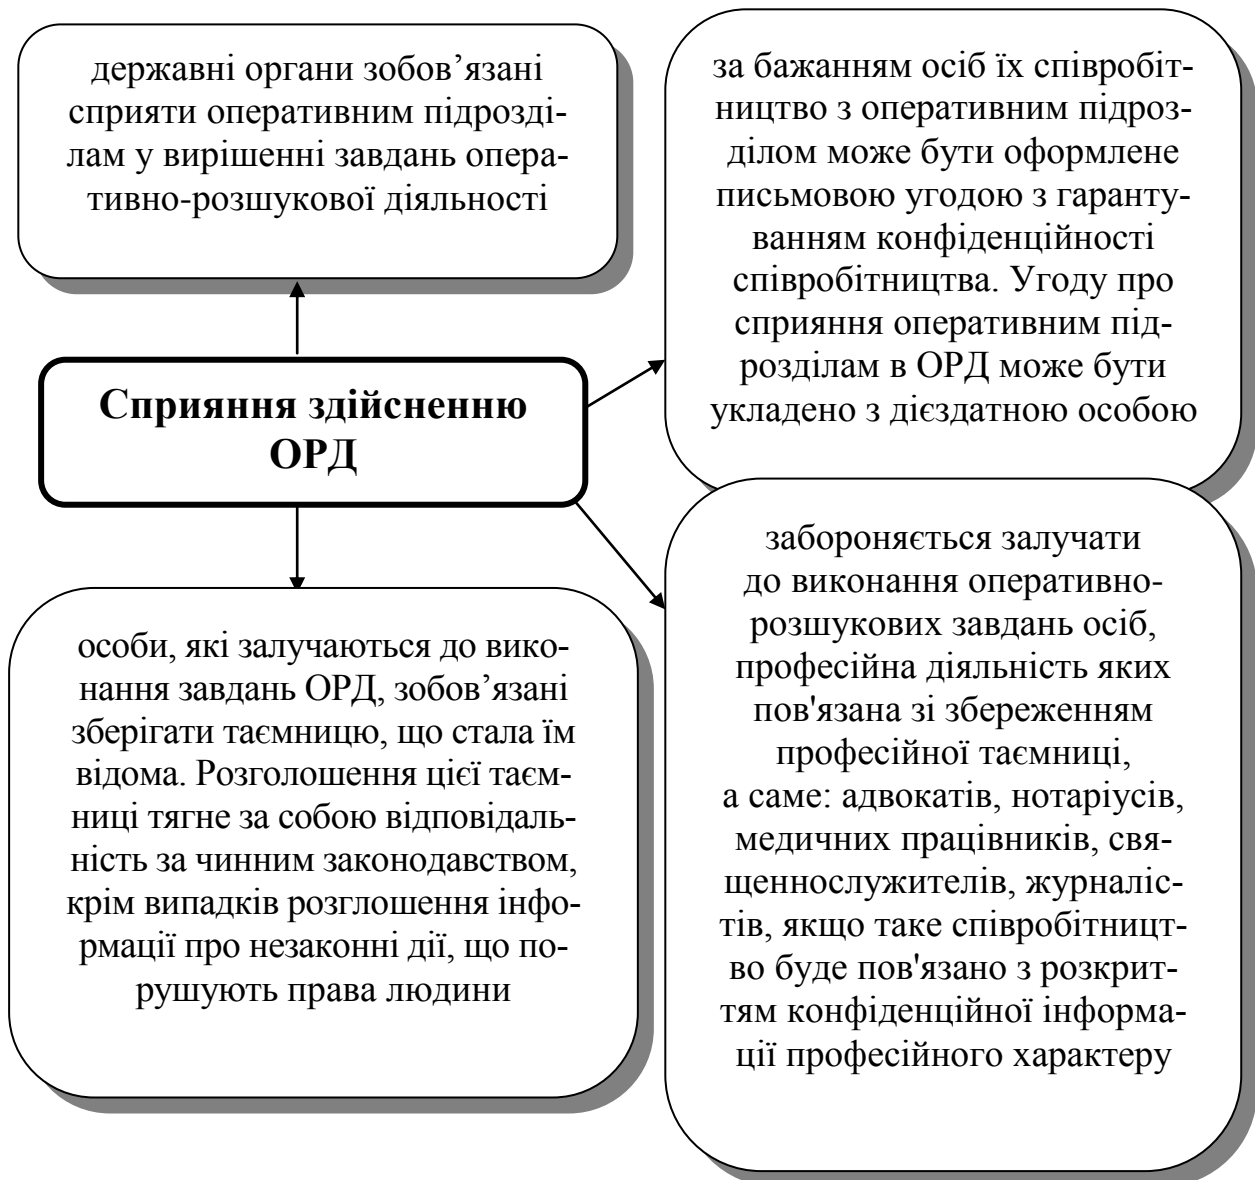 державні органи зобов’язані
сприяти оперативним підрозді-
лам у вирішенні завдань опера-
тивно-розшукової діяльності
за бажанням осіб їх співробіт-
ництво з оперативним підроз-
ділом може бути оформлене
письмовою угодою з гаранту-
ванням конфіденційності
співробітництва. Угоду про
сприяння оперативним під-
розділам в ОРД може бути
укладено з дієздатною особою
Сприяння здійсненню
ОРД
особи, які залучаються до вико-
нання завдань ОРД, зобов’язані
зберігати таємницю, що стала їм
відома. Розголошення цієї таєм-
ниці тягне за собою відповідаль-
ність за чинним законодавством,
крім випадків розглошення інфо-
рмації про незаконні дії, що по-
рушують права людини
забороняється залучати
до виконання оперативно-
розшукових завдань осіб,
професійна діяльність яких
пов'язана зі збереженням
професійної таємниці,
а саме: адвокатів, нотаріусів,
медичних працівників, свя-
щеннослужителів, журналіс-
тів, якщо таке співробітницт-
во буде пов'язано з розкрит-
тям конфіденційної інформа-
ції професійного характеру